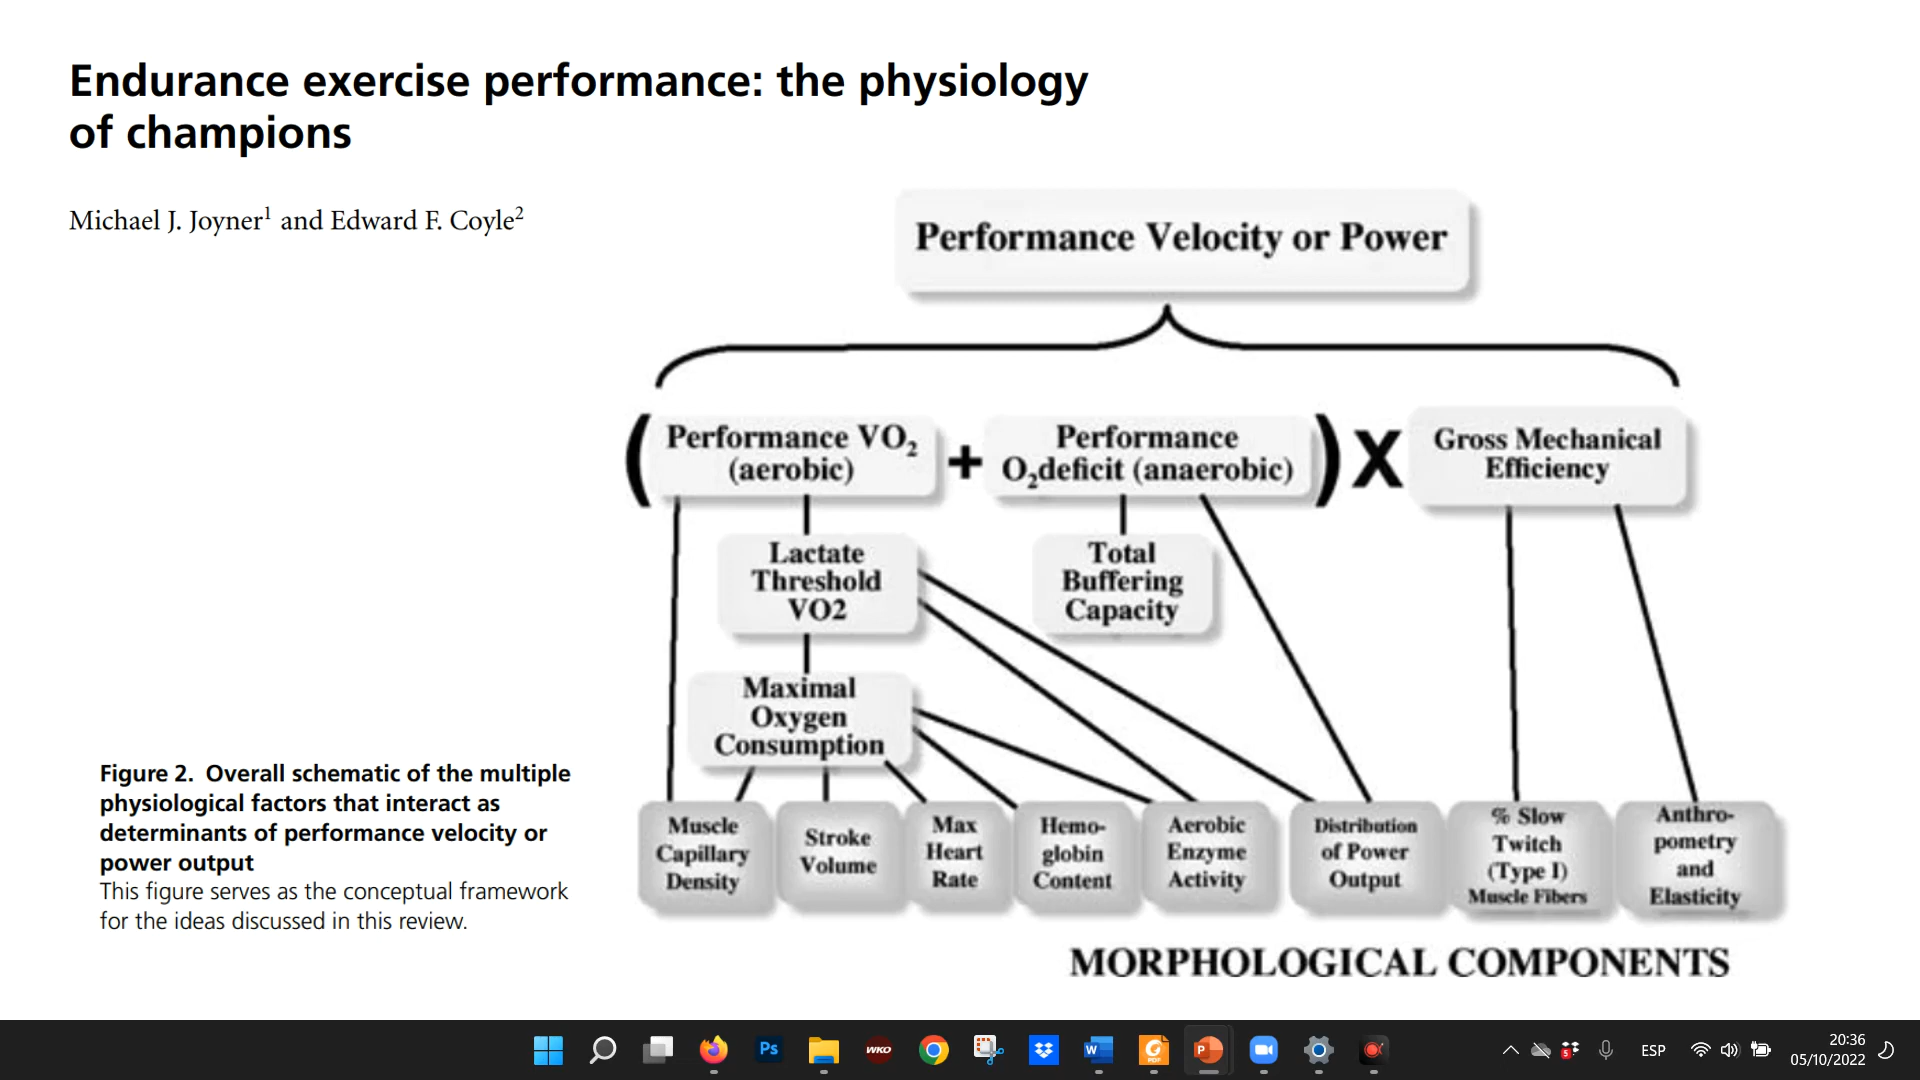 Endurance exercise performance: the physiology
of champions
Michael J. Joyner1 and Edward F. Coyle2
Performance Velocity or Power
( Performance VO2
(aerobic)
+
Performance
O2deficit (anaerobic) )
X
Gross Mechanical
Efficiency
Lactate
Threshold
VO2
Total
Buffering
Capacity
Maximal
Oxygen
Consumption
Muscle
Capillary
Density
Stroke
Volume
Max
Heart
Rate
Hemo-
globin
Content
Aerobic
Enzyme
Activity
Distribution
of Power
Output
% Slow
Twitch
(Type I)
Muscle Fibers
Anthro-
pometry
and
Elasticity
MORPHOLOGICAL COMPONENTS
Figure 2. Overall schematic of the multiple
physiological factors that interact as
determinants of performance velocity or
power output
This figure serves as the conceptual framework
for the ideas discussed in this review.
Ps
WKO
W
PDF
P
5
ESP
20:36
05/10/2022